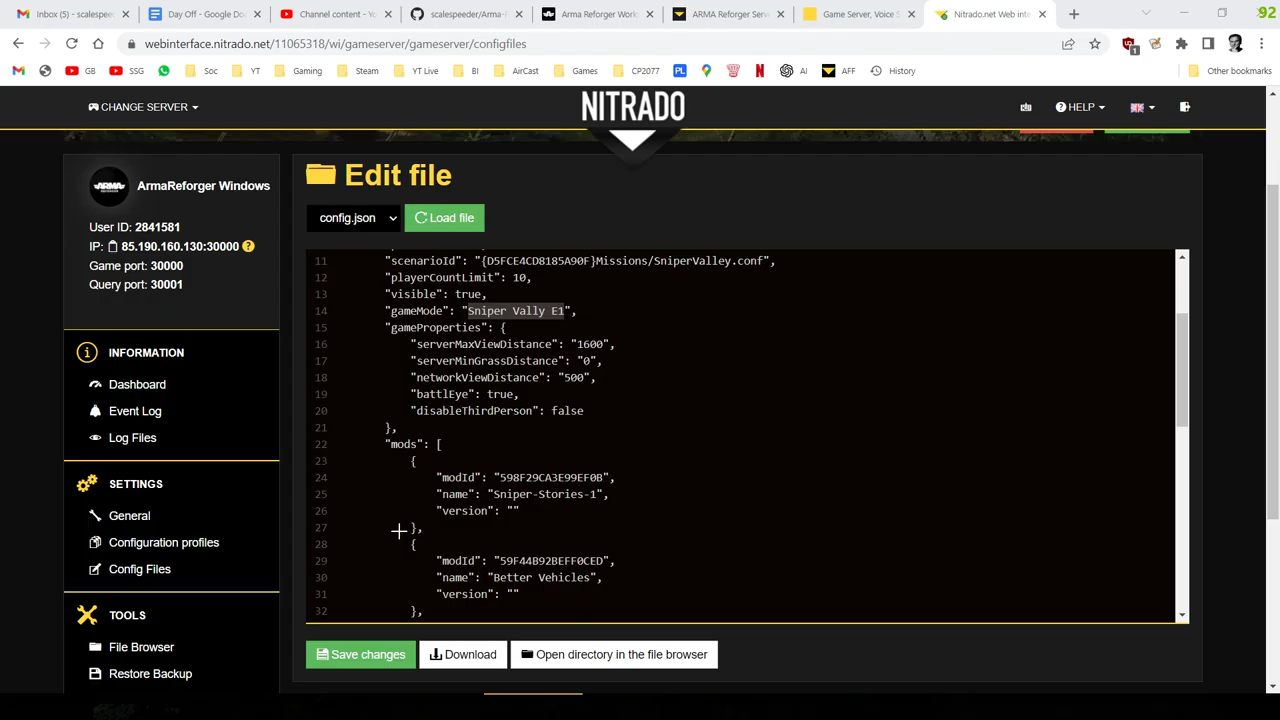 Inbox (5) - scalespeed
Day Off - Google Do
Channel content - Yo
scalespeeder/Arma-R
Arma Reforger Work
ARMA Reforger Serv
Game Server, Voice S
Nitrado.net Web inte
92
webinterface.nitrado.net/11065318/wi/gameserver/gameserver/configfiles
1
GB
SSG
Soc
YT
Gaming
Steam
YT Live
BI
AirCast
Games
CP2077
PL
AI
AFF
History
Other bookmarks
CHANGE SERVER
NITRADO
HELP
ARMA
ArmaReforger Windows
User ID: 2841581
IP: 85.190.160.130:30000 ?
Game port: 30000
Query port: 30001
INFORMATION
Dashboard
Event Log
Log Files
SETTINGS
General
Configuration profiles
Config Files
TOOLS
File Browser
Restore Backup
Edit file
config.json
Load file
11 "scenarioId": "{D5FCE4CD8185A90F}Missions/SniperValley.conf",
12 "playerCountLimit": 10,
13 "visible": true,
14 "gameMode": "Sniper Vally E1",
15 "gameProperties": {
16 "serverMaxViewDistance": "1600",
17 "serverMinGrassDistance": "0",
18 "networkViewDistance": "500",
19 "battlEye": true,
20 "disableThirdPerson": false
21 },
22 "mods": [
23 {
24 "modId": "598F29CA3E99EF0B",
25 "name": "Sniper-Stories-1",
26 "version": ""
27 },
28 {
29 "modId": "59F44B92BEFF0CED",
30 "name": "Better Vehicles",
31 "version": ""
32 },
Save changes
Download
Open directory in the file browser